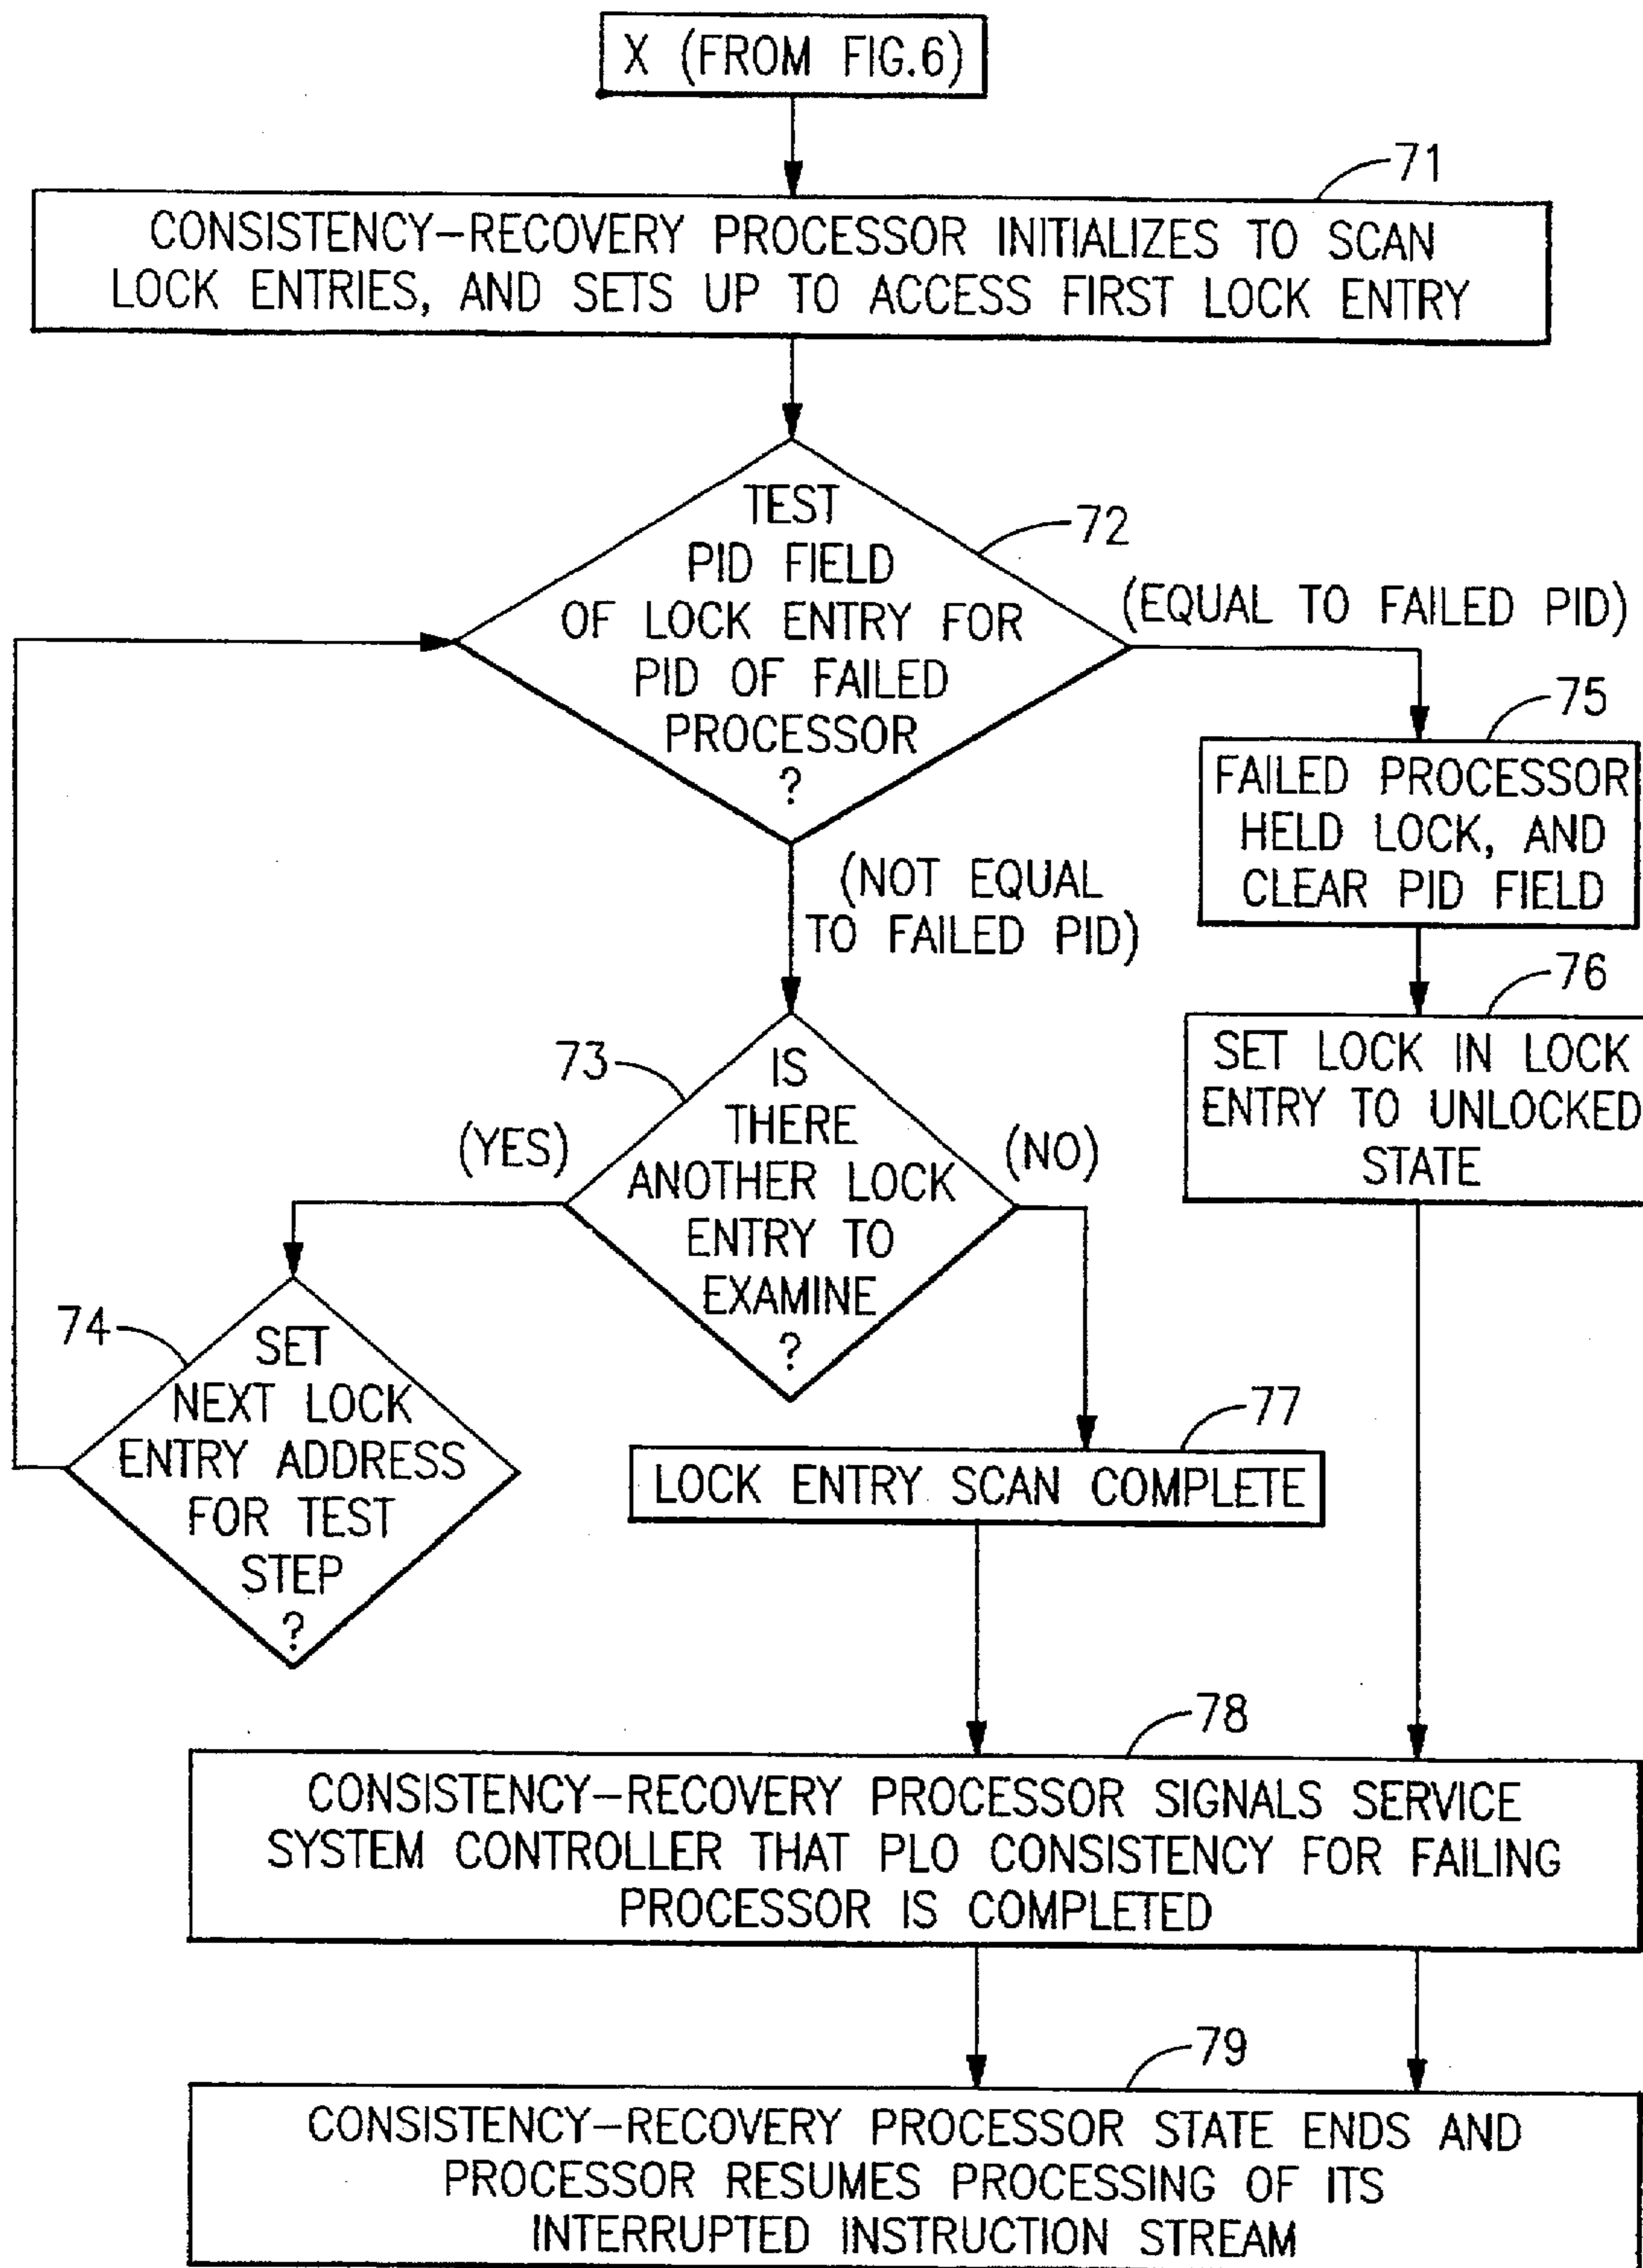 X (FROM FIG.6)
71
CONSISTENCY-RECOVERY PROCESSOR INITIALIZES TO SCAN
LOCK ENTRIES, AND SETS UP TO ACCESS FIRST LOCK ENTRY
TEST
PID FIELD
OF LOCK ENTRY FOR
PID OF FAILED
PROCESSOR
?
72
(EQUAL TO FAILED PID)
75
FAILED PROCESSOR
HELD LOCK, AND
CLEAR PID FIELD
(NOT EQUAL
TO FAILED PID)
76
SET LOCK IN LOCK
ENTRY TO UNLOCKED
STATE
73
IS
THERE
ANOTHER LOCK
ENTRY TO
EXAMINE
?
(YES)
(NO)
74
SET
NEXT LOCK
ENTRY ADDRESS
FOR TEST
STEP
?
77
LOCK ENTRY SCAN COMPLETE
78
CONSISTENCY-RECOVERY PROCESSOR SIGNALS SERVICE
SYSTEM CONTROLLER THAT PLO CONSISTENCY FOR FAILING
PROCESSOR IS COMPLETED
79
CONSISTENCY-RECOVERY PROCESSOR STATE ENDS AND
PROCESSOR RESUMES PROCESSING OF ITS
INTERRUPTED INSTRUCTION STREAM